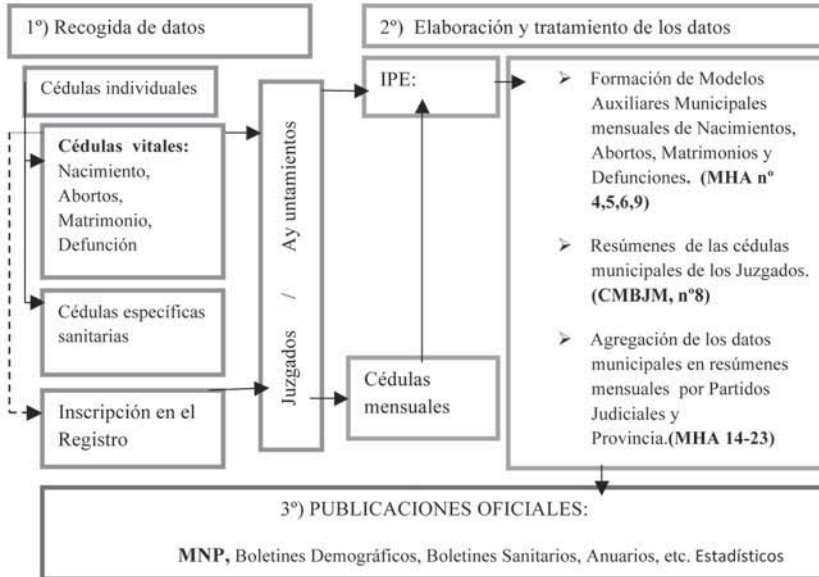 1º) Recogida de datos
2º) Elaboración y tratamiento de los datos
Cédulas individuales
Cédulas vitales:
Nacimiento,
Abortos,
Matrimonio,
Defunción
Cédulas específicas
sanitarias
Inscripción en el
Registro
Juzgados / Ay untamientos
IPE:
Cédulas
mensuales
➢ Formación de Modelos
Auxiliares Municipales
mensuales de Nacimientos,
Abortos, Matrimonios y
Defunciones. (MHA nº
4,5,6,9)
➢ Resúmenes de las cédulas
municipales de los Juzgados.
(CMBJM, nº8)
➢ Agregación de los datos
municipales en resúmenes
mensuales por Partidos
Judiciales y
Provincia.(MHA 14-23)
3º) PUBLICACIONES OFICIALES:
MNP, Boletines Demográficos, Boletines Sanitarios, Anuarios, etc. Estadísticos